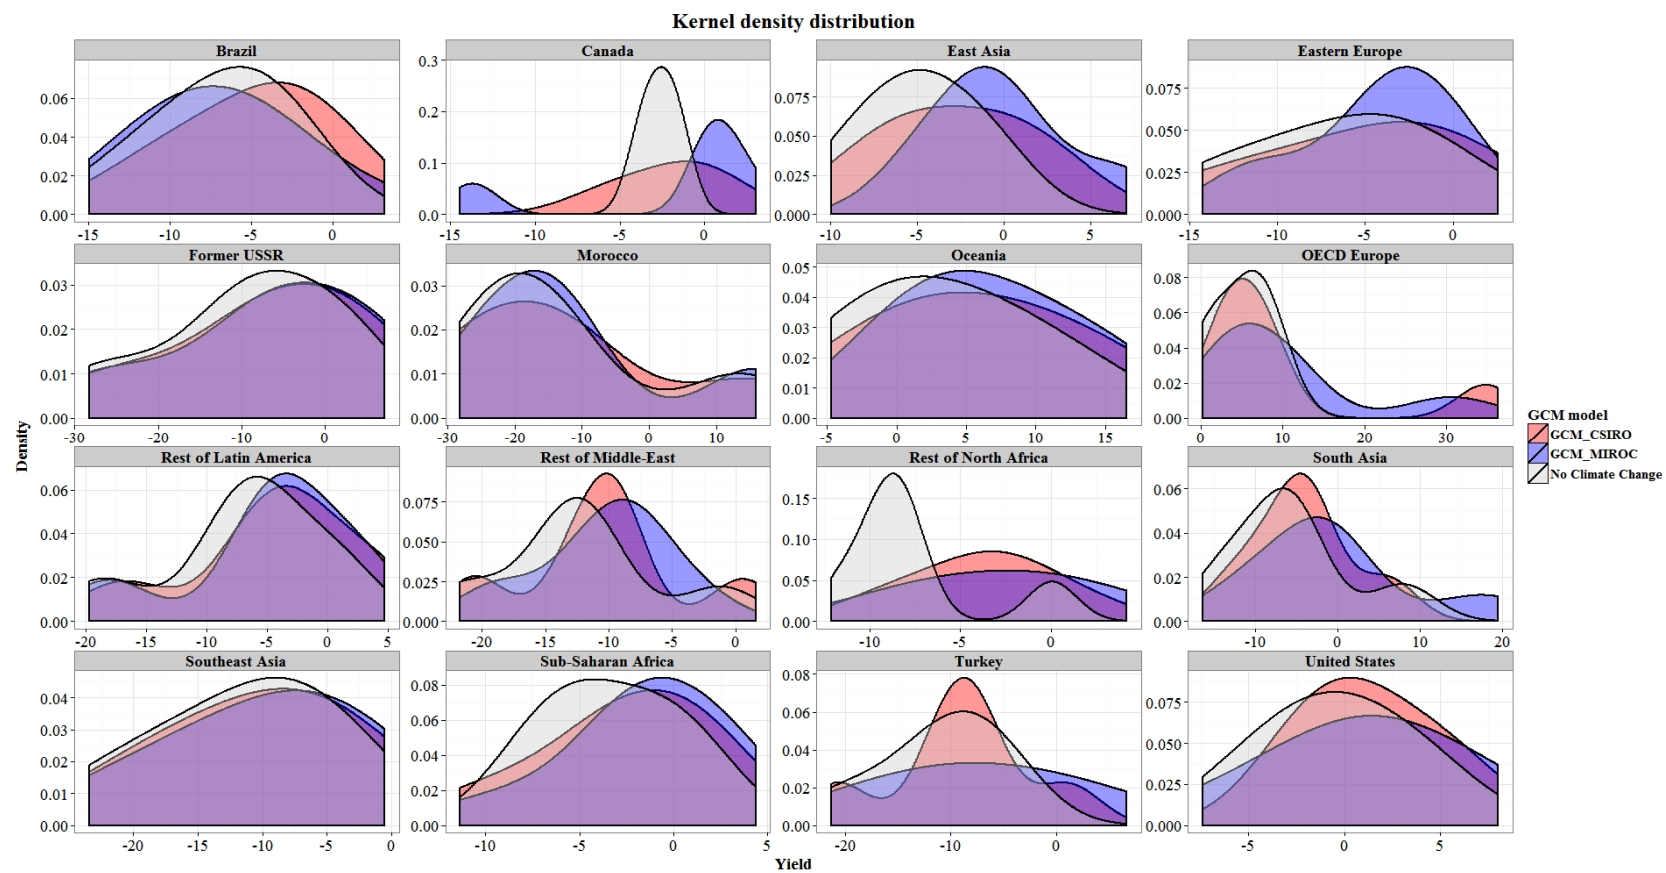 Kernel density distribution
Brazil
Canada
East Asia
Eastern Europe
0.06
0.04
0.02
0.00
-15 -10 -5 0
0.3
0.2
0.1
0.0
-15 -10 -5 0
0.075
0.050
0.025
0.000
-10 -5 0 5
0.075
0.050
0.025
0.000
-15 -10 -5 0
Former USSR
Morocco
Oceania
OECD Europe
0.03
0.02
0.01
0.00
-30 -20 -10 0
0.03
0.02
0.01
0.00
-30 -20 -10 0 10
0.05
0.04
0.03
0.02
0.01
0.00
-5 0 5 10 15
0.08
0.06
0.04
0.02
0.00
0 10 20 30
Rest of Latin America
Rest of Middle-East
Rest of North Africa
South Asia
0.06
0.04
0.02
0.00
-20 -15 -10 -5 0 5
0.075
0.050
0.025
0.000
-20 -15 -10 -5 0
0.15
0.10
0.05
0.00
-10 -5 0
0.06
0.04
0.02
0.00
-10 0 10 20
Southeast Asia
Sub-Saharan Africa
Turkey
United States
0.04
0.03
0.02
0.01
0.00
-20 -15 -10 -5 0
0.08
0.06
0.04
0.02
0.00
-10 -5 0 5
0.08
0.06
0.04
0.02
0.00
-20 -10 0
0.075
0.050
0.025
0.000
-5 0 5
Density
Yield
GCM model
GCM_CSIRO
GCM_MIROC
No Climate Change